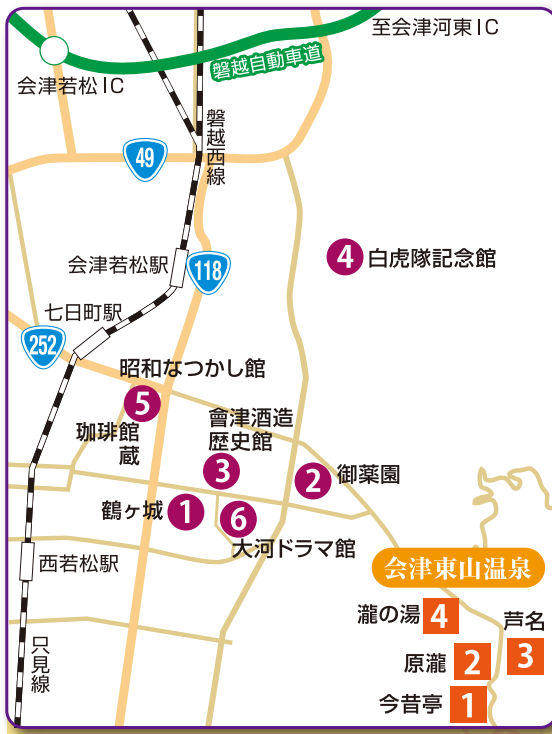 至会津河東IC
会津若松IC
磐越自動車道
49
磐越西線
4 白虎隊記念館
会津若松駅
118
七日町駅
252
昭和なつかし館
5
珈琲館
蔵
會津酒造
歴史館
3
2 御薬園
鶴ヶ城 1
6
大河ドラマ館
西若松駅
会津東山温泉
瀧の湯 4
芦名
3
原瀧 2
只見線
今昔亭 1